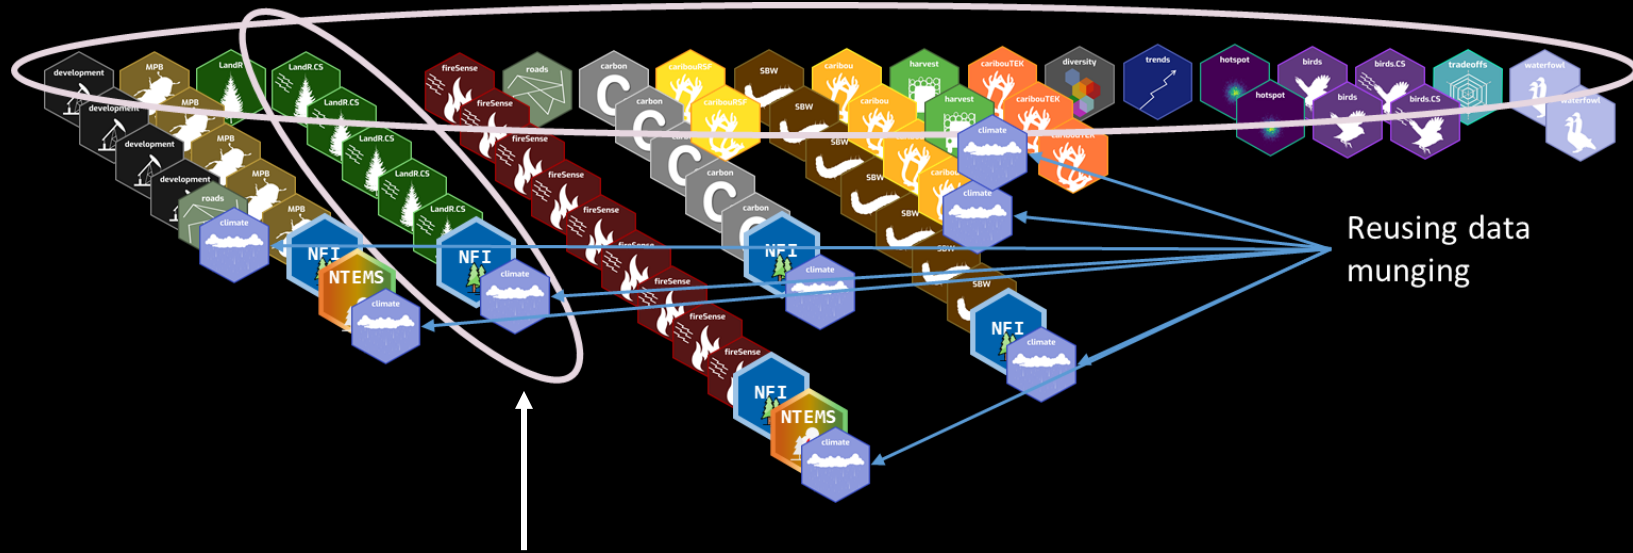 development
MPB
LandR
LandR.CS
fireSense
roads
carbon
caribouRSF
SBW
caribou
harvest
caribouTEK
diversity
trends
hotspot
birds
birds.CS
tradeoffs
waterfowl
development
MPB
LandR.CS
fireSense
carbon
caribouRSF
SBW
caribou
harvest
caribouTEK
hotspot
birds
birds.CS
waterfowl
development
MPB
LandR.CS
fireSense
SBW
climate
caribouTEK
development
MPB
LandR.CS
fireSense
carbon
SBW
caribou
climate
roads
MPB
LandR.CS
fireSense
carbon
SBW
climate
NFI
NFI
fireSense
NFI
SBW
Reusing data
munging
NTEMS
climate
fireSense
climate
SBW
climate
fireSense
NFI
climate
fireSense
NFI
NTEMS
climate